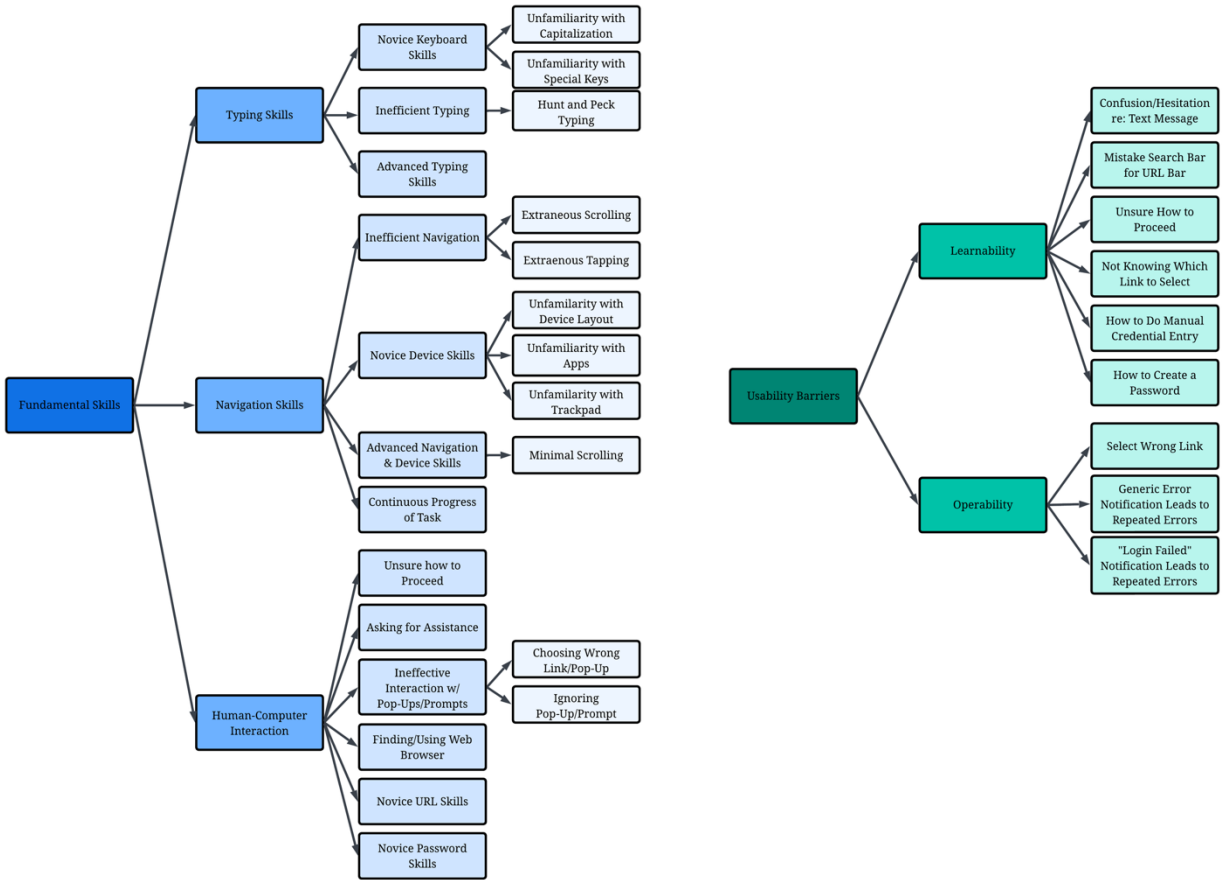 Fundamental Skills
Typing Skills
Novice Keyboard
Skills
Unfamiliarity with
Capitalization
Unfamiliarity with
Special Keys
Inefficient Typing
Hunt and Peck
Typing
Advanced Typing
Skills
Navigation Skills
Inefficient Navigation
Extraneous Scrolling
Extraenous Tapping
Novice Device Skills
Unfamilarity with
Device Layout
Unfamiliarity with
Apps
Unfamilarity with
Trackpad
Advanced Navigation
& Device Skills
Minimal Scrolling
Continuous Progress
of Task
Human-Computer
Interaction
Unsure how to
Proceed
Asking for Assistance
Ineffective
Interaction w/
Pop-Ups/Prompts
Choosing Wrong
Link/Pop-Up
Ignoring
Pop-Up/Prompt
Finding/Using Web
Browser
Novice URL Skills
Novice Password
Skills
Usability Barriers
Learnability
Confusion/Hesitation
re: Text Message
Mistake Search Bar
for URL Bar
Unsure How to
Proceed
Not Knowing Which
Link to Select
How to Do Manual
Credential Entry
How to Create a
Password
Operability
Select Wrong Link
Generic Error
Notification Leads to
Repeated Errors
"Login Failed"
Notification Leads to
Repeated Errors